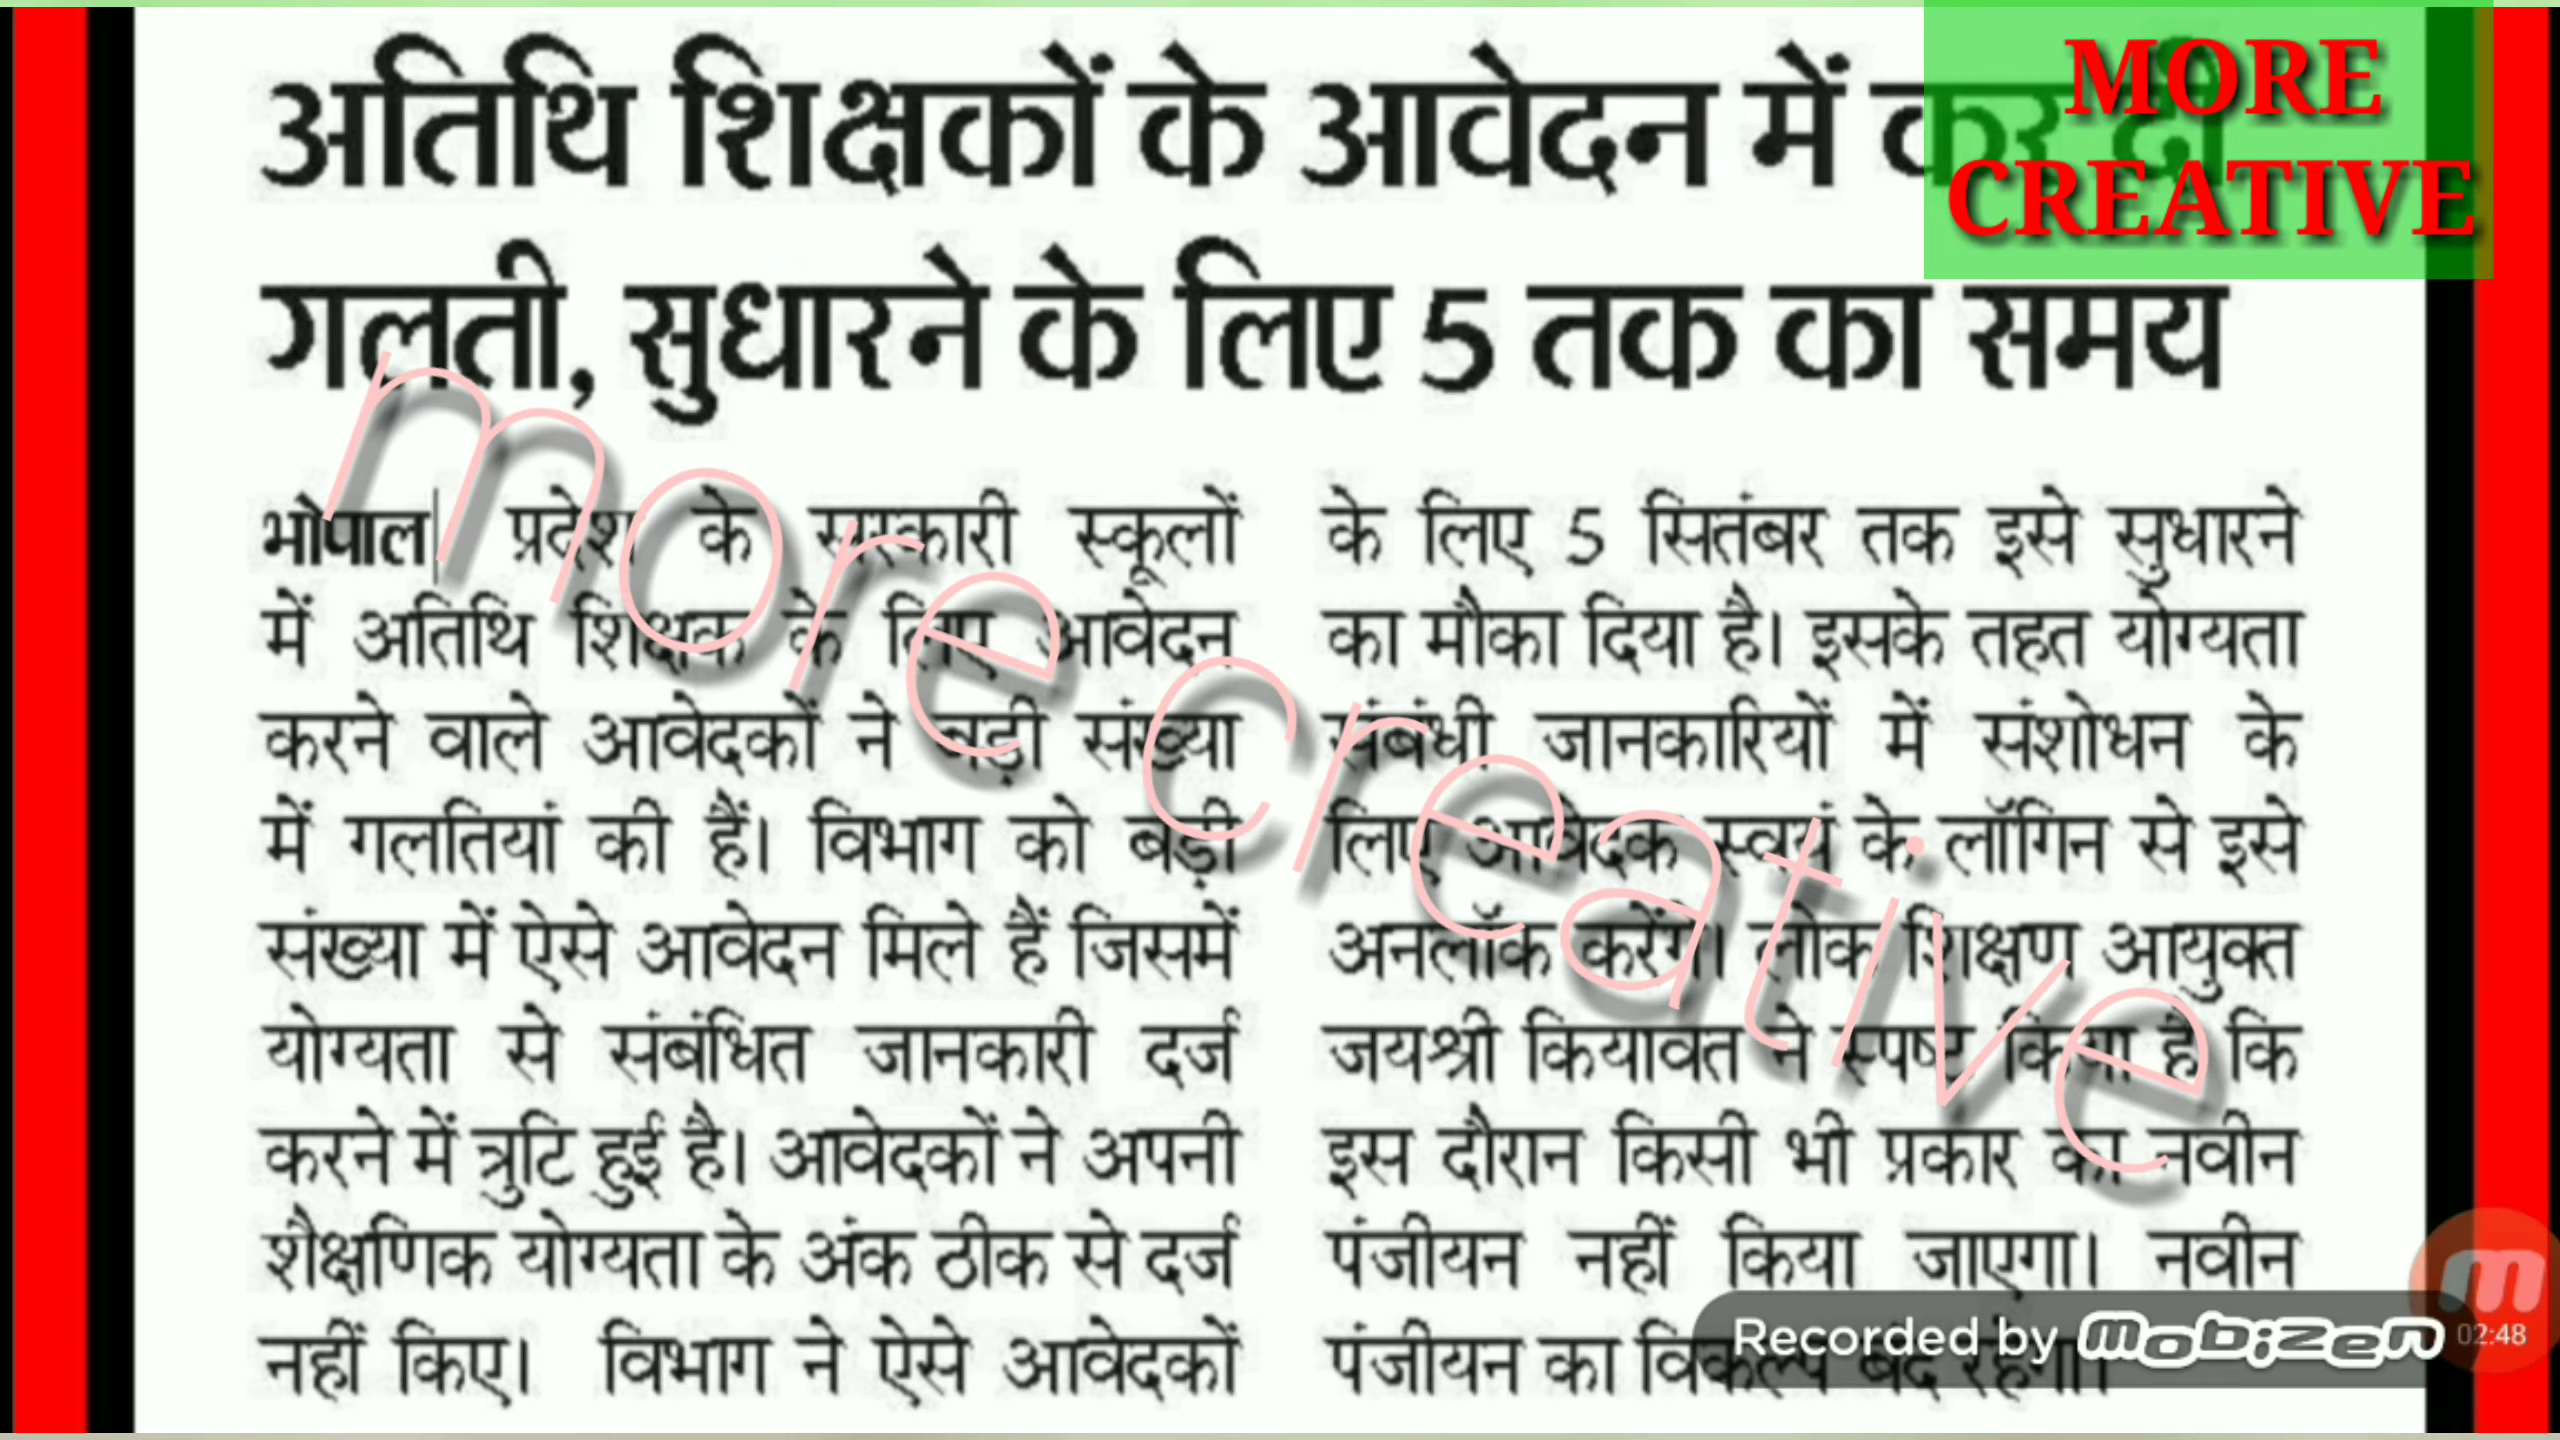 अतिथि शिक्षकों के आवेदन में कर दी
गलती, सुधारने के लिए 5 तक का समय
MORE
CREATIVE
भोपाल| प्रदेश के सरकारी स्कूलों
में अतिथि शिक्षक के लिए आवेदन
करने वाले आवेदकों ने बड़ी संख्या
में गलतियां की हैं। विभाग को बड़ी
संख्या में ऐसे आवेदन मिले हैं जिसमें
योग्यता से संबंधित जानकारी दर्ज
करने में त्रुटि हुई है। आवेदकों ने अपनी
शैक्षणिक योग्यता के अंक ठीक से दर्ज
नहीं किए। विभाग ने ऐसे आवेदकों
के लिए 5 सितंबर तक इसे सुधारने
का मौका दिया है। इसके तहत योग्यता
संबंधी जानकारियों में संशोधन के
लिए आवेदक स्वयं के लॉगिन से इसे
अनलॉक करेंगे। लोक शिक्षण आयुक्त
जयश्री कियावत ने स्पष्ट किया है कि
इस दौरान किसी भी प्रकार का नवीन
पंजीयन नहीं किया जाएगा। नवीन
पंजीयन का विकल्प बंद रहेगा।
more creative
Recorded by mobizen
02:48